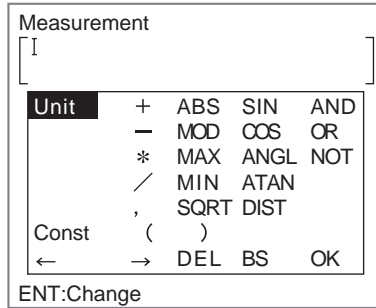 Measurement
Unit + ABS SIN AND
− MOD COS OR
* MAX ANGL NOT
／ MIN ATAN
, SQRT DIST
Const ( )
← → DEL BS OK
ENT:Change